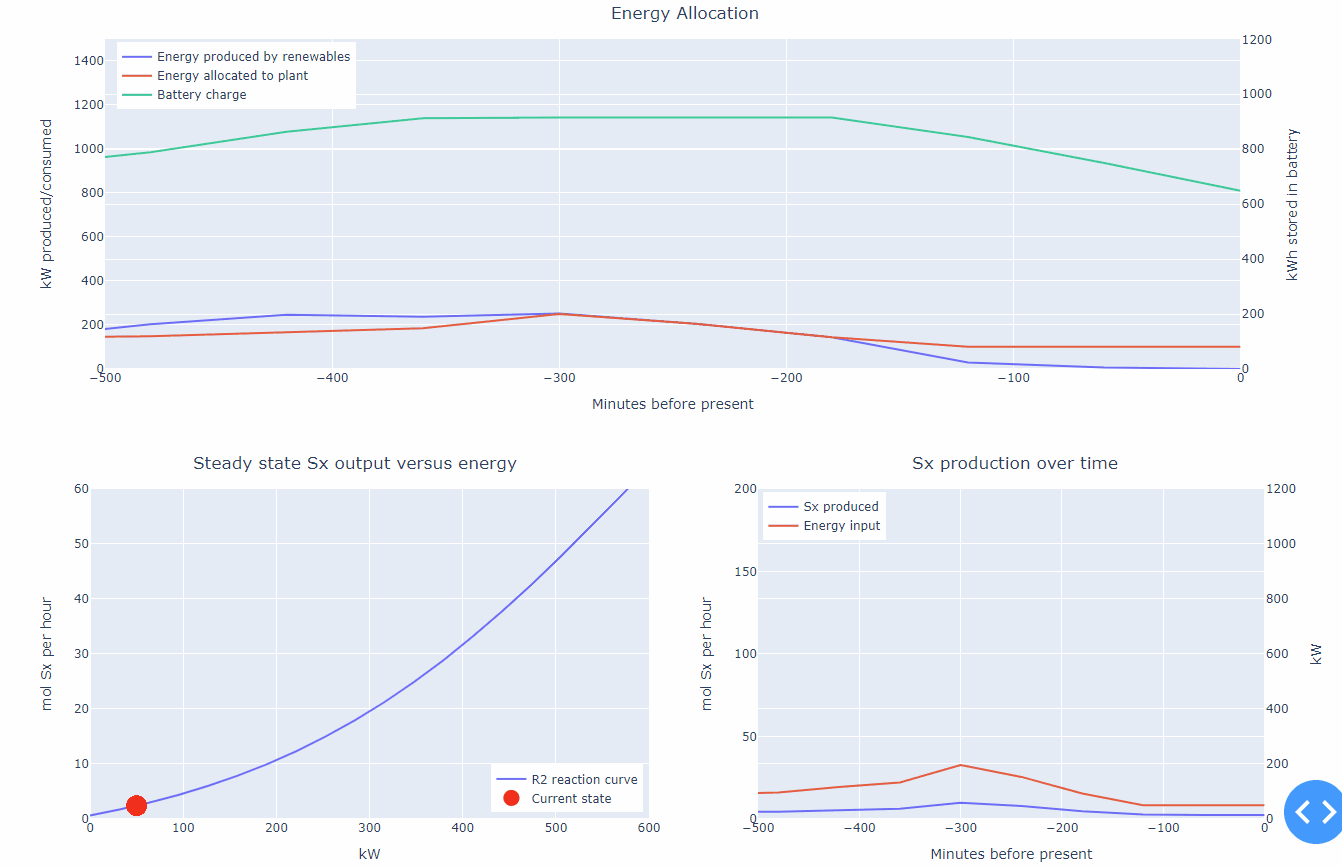 Energy Allocation
Energy produced by renewables
Energy allocated to plant
Battery charge
kW produced/consumed
0
200
400
600
800
1000
1200
1400
kWh stored in battery
0
200
400
600
800
1000
1200
−500
−400
−300
−200
−100
0
Minutes before present
Steady state Sx output versus energy
mol Sx per hour
60
50
40
30
20
10
0
R2 reaction curve
Current state
0
100
200
300
400
500
600
kW
Sx production over time
Sx produced
Energy input
mol Sx per hour
200
150
100
50
0
1200
1000
800
600
400
200
0
kW
−500
−400
−300
−200
−100
0
Minutes before present